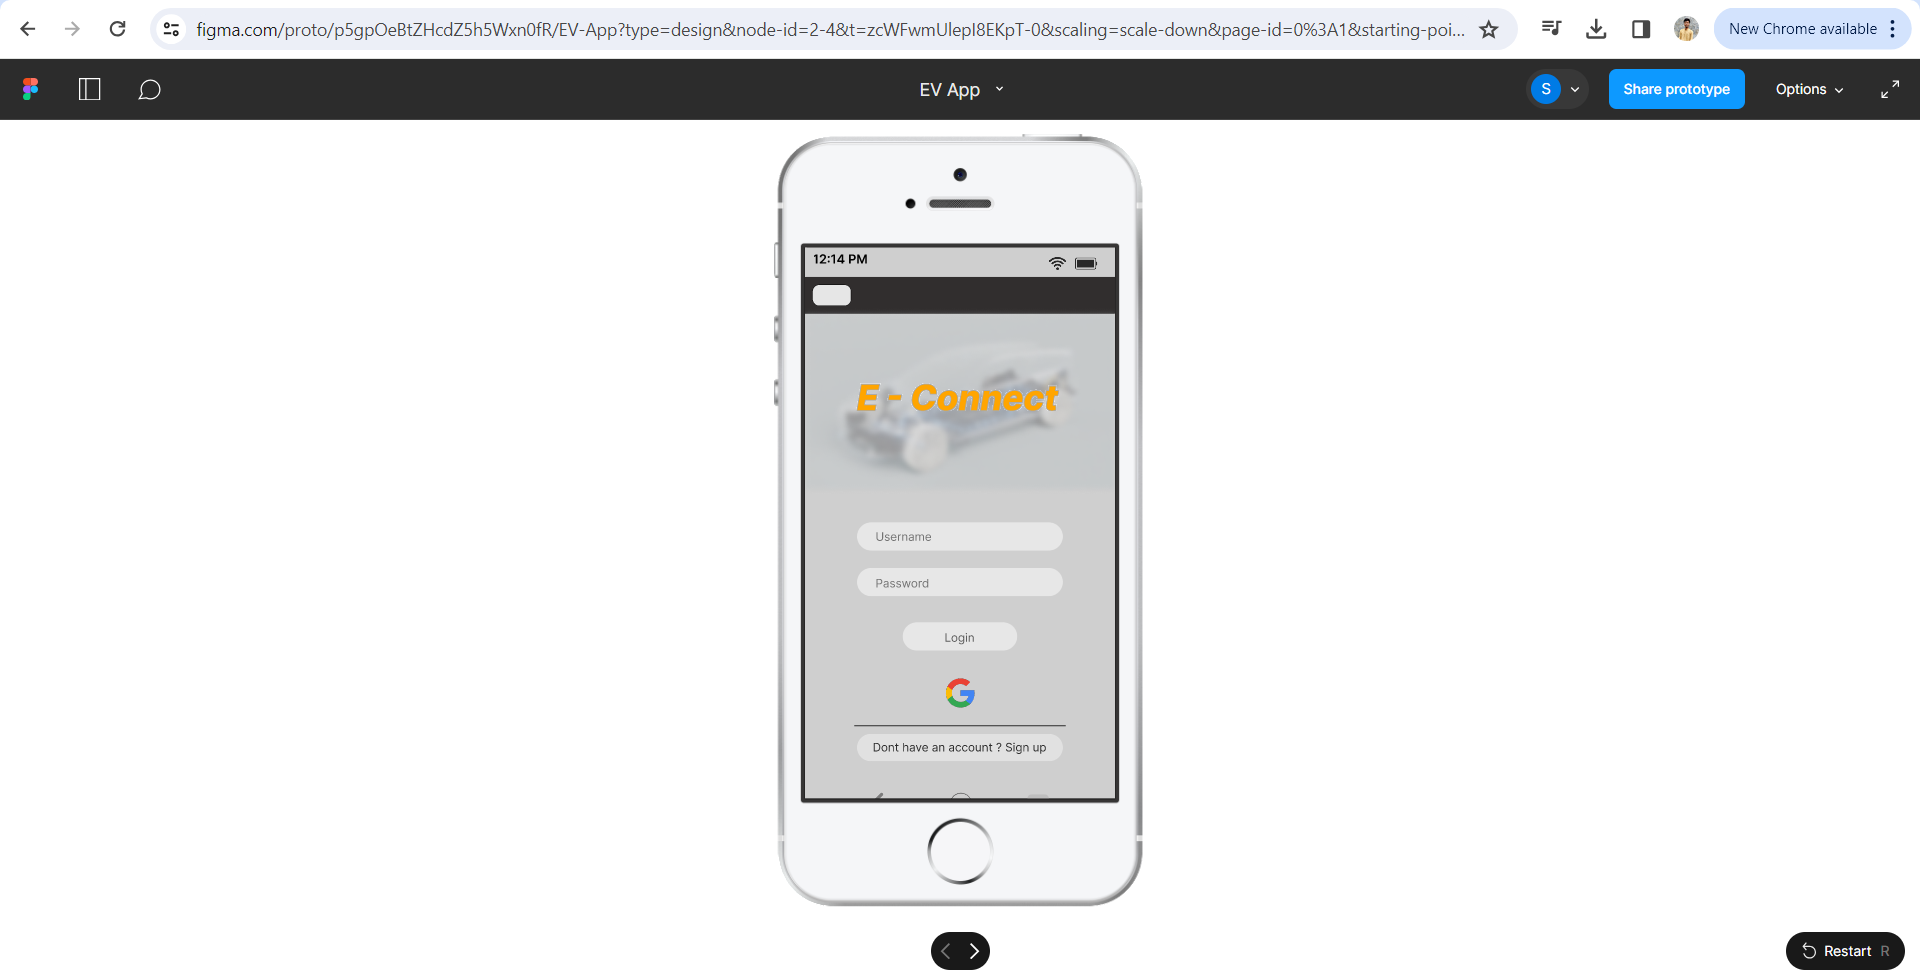 figma.com/proto/p5gpOeBtZHcdZ5h5Wxn0fR/EV-App?type=design&node-id=2-4&t=zcWFwmUlepI8EKpT-0&scaling=scale-down&page-id=0%3A1&starting-poi...
New Chrome available
EV App
S
Share prototype
Options
12:14 PM
E - Connect
Username
Password
Login
Dont have an account ? Sign up
Restart R